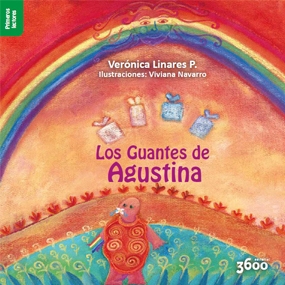 Primeros
lectores
Verónica Linares P.
Ilustraciones: Viviana Navarro
Los Guantes de
Agustina
3600